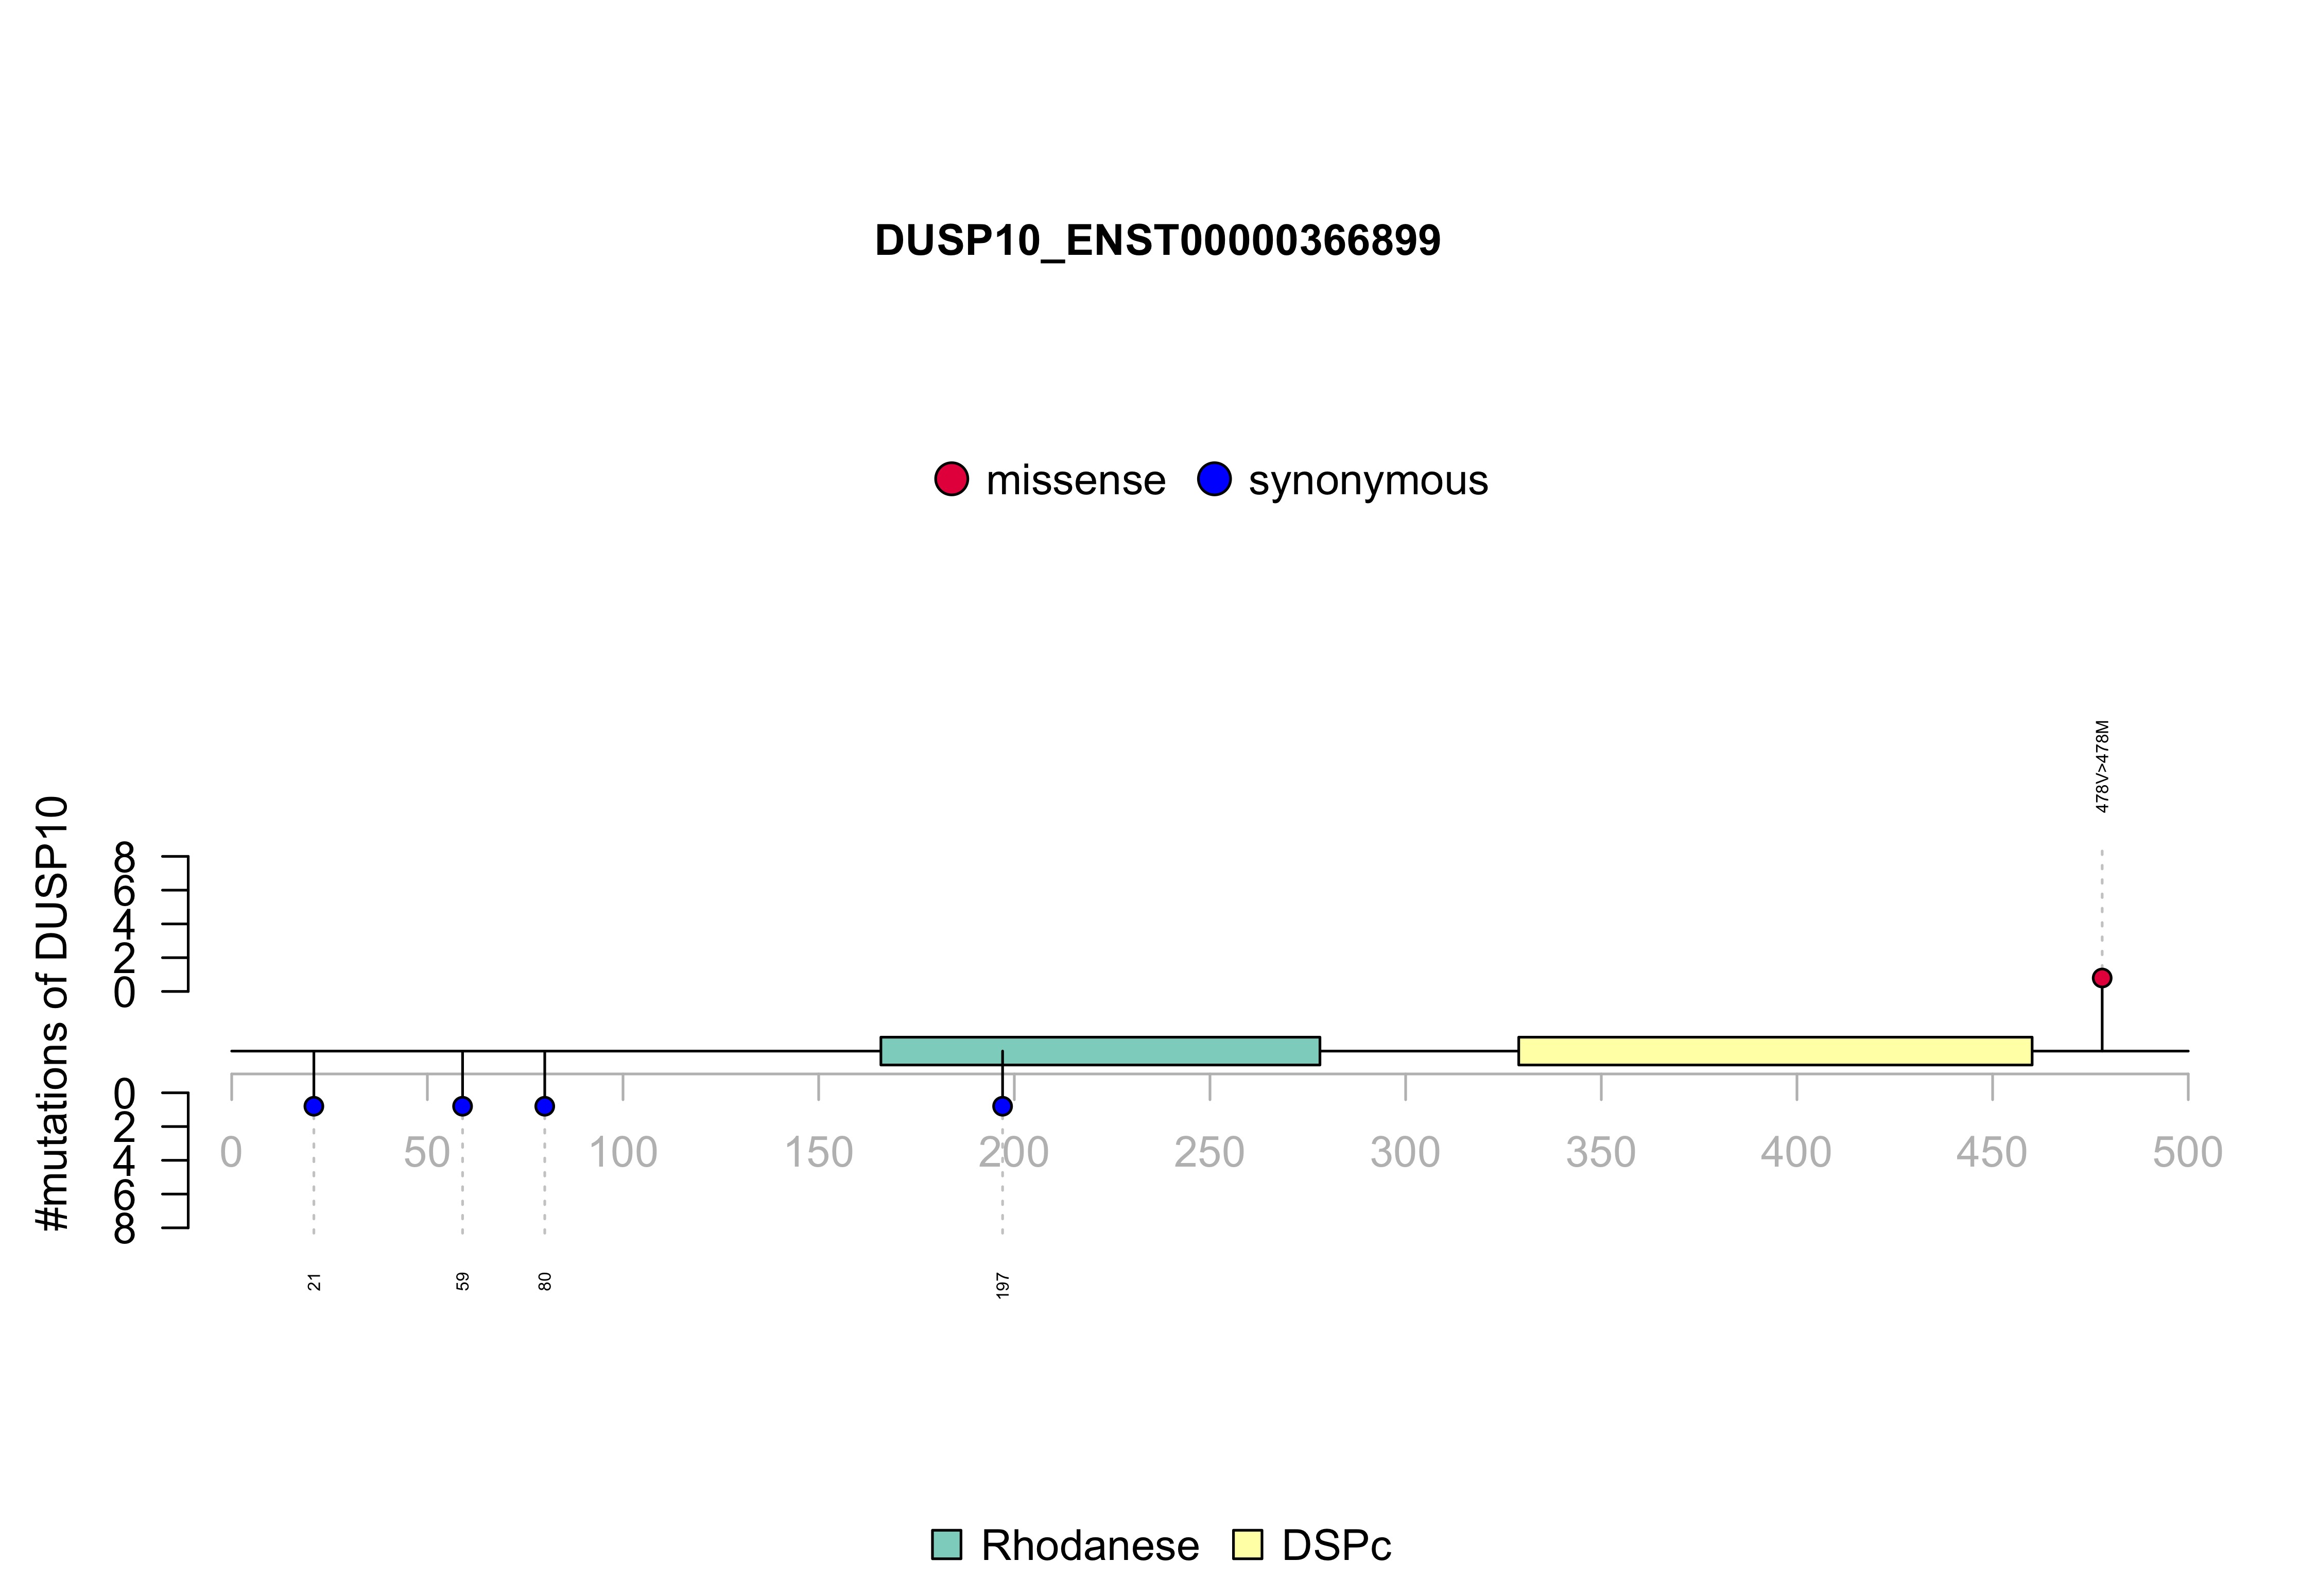 DUSP10_ENST00000366899
missense synonymous
478V>478M
#mutations of DUSP10
8
6
4
2
0
0
2
4
6
8
0 50 100 150 200 250 300 350 400 450 500
21 59 80 197
Rhodanese DSPc